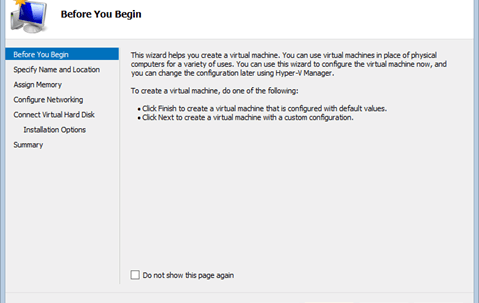 Before You Begin
Before You Begin
Specify Name and Location
Assign Memory
Configure Networking
Connect Virtual Hard Disk
Installation Options
Summary
This wizard helps you create a virtual machine. You can use virtual machines in place of physical
computers for a variety of uses. You can use this wizard to configure the virtual machine now, and
you can change the configuration later using Hyper-V Manager.
To create a virtual machine, do one of the following:
• Click Finish to create a virtual machine that is configured with default values.
• Click Next to create a virtual machine with a custom configuration.
Do not show this page again